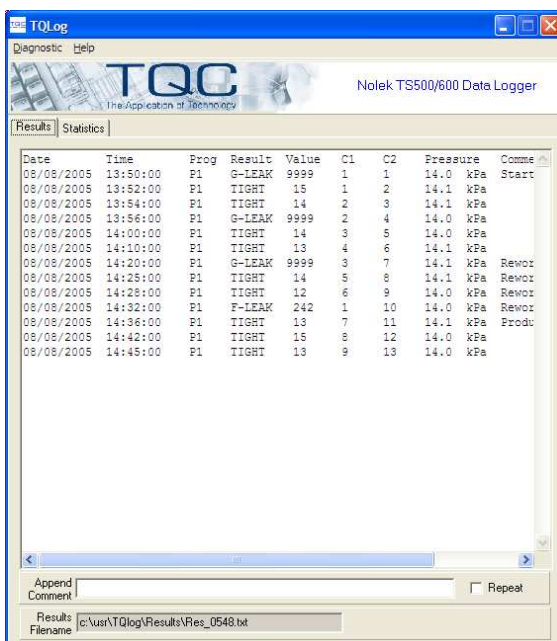 TQC TQLog
Diagnostic Help
TQC
The Application of Technology
Nolek TS500/600 Data Logger
Results Statistics
Date Time Prog Result Value C1 C2 Pressure Comme
08/08/2005 13:50:00 P1 G-LEAK 9999 1 1 14.0 kPa Start
08/08/2005 13:52:00 P1 TIGHT 15 1 2 14.1 kPa
08/08/2005 13:54:00 P1 TIGHT 14 2 3 14.1 kPa
08/08/2005 13:56:00 P1 G-LEAK 9999 2 4 14.0 kPa
08/08/2005 14:00:00 P1 TIGHT 14 3 5 14.0 kPa
08/08/2005 14:10:00 P1 TIGHT 13 4 6 14.1 kPa
08/08/2005 14:20:00 P1 G-LEAK 9999 3 7 14.1 kPa Rewor
08/08/2005 14:25:00 P1 TIGHT 14 5 8 14.1 kPa Rewor
08/08/2005 14:28:00 P1 TIGHT 12 6 9 14.0 kPa Rewor
08/08/2005 14:32:00 P1 F-LEAK 242 1 10 14.0 kPa Rewor
08/08/2005 14:36:00 P1 TIGHT 13 7 11 14.1 kPa Produ
08/08/2005 14:42:00 P1 TIGHT 15 8 12 14.0 kPa
08/08/2005 14:45:00 P1 TIGHT 13 9 13 14.0 kPa
Append Comment
Repeat
Results Filename c:\usr\TQlog\Results\Res_0548.txt